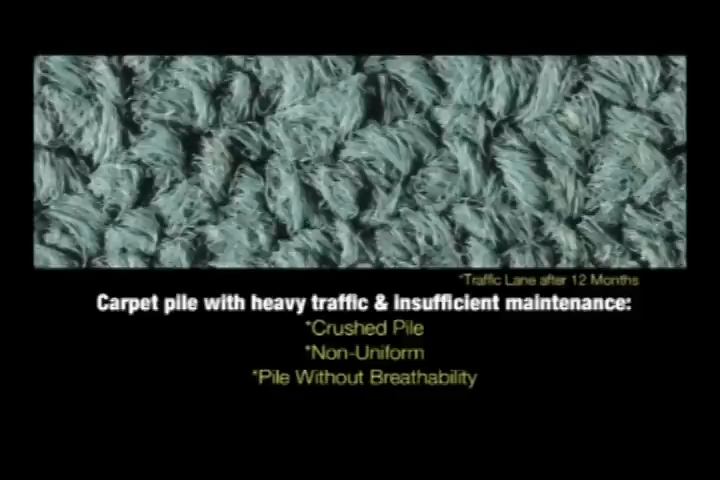 *Traffic Lane after 12 Months
Carpet pile with heavy traffic & insufficient maintenance:
*Crushed Pile
*Non-Uniform
*Pile Without Breathability